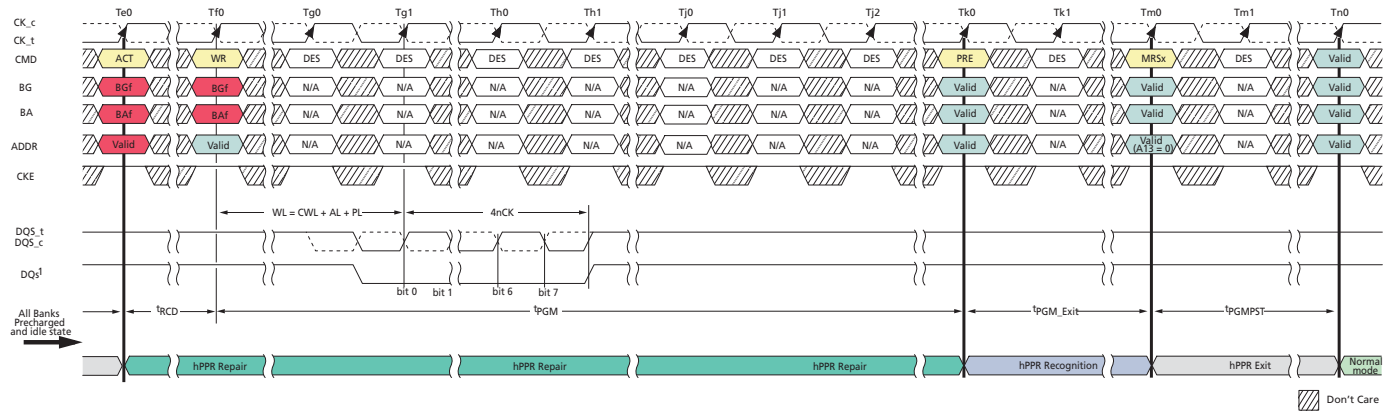 Te0 Tf0 Tg0 Tg1 Th0 Th1 Tj0 Tj1 Tj2 Tk0 Tk1 Tm0 Tm1 Tn0
CK_c
CK_t
CMD ACT WR DES DES DES DES DES DES DES PRE DES MRSx DES Valid
BG BGf BGf N/A N/A N/A N/A N/A N/A N/A Valid N/A Valid N/A Valid
BA BAf BAf N/A N/A N/A N/A N/A N/A N/A Valid N/A Valid N/A Valid
ADDR Valid Valid N/A N/A N/A N/A N/A N/A N/A Valid N/A Valid N/A Valid
(A13 = 0)
CKE
WL = CWL + AL + PL 4nCK
DQS_t
DQS_c
DQs1
bit 0 bit 1 bit 6 bit 7
All Banks
Precharged
and idle state
tRCD tPGM tPGM_Exit tPGMPST
hPPR Repair hPPR Repair hPPR Repair hPPR Recognition hPPR Exit Normal
mode
Don't Care